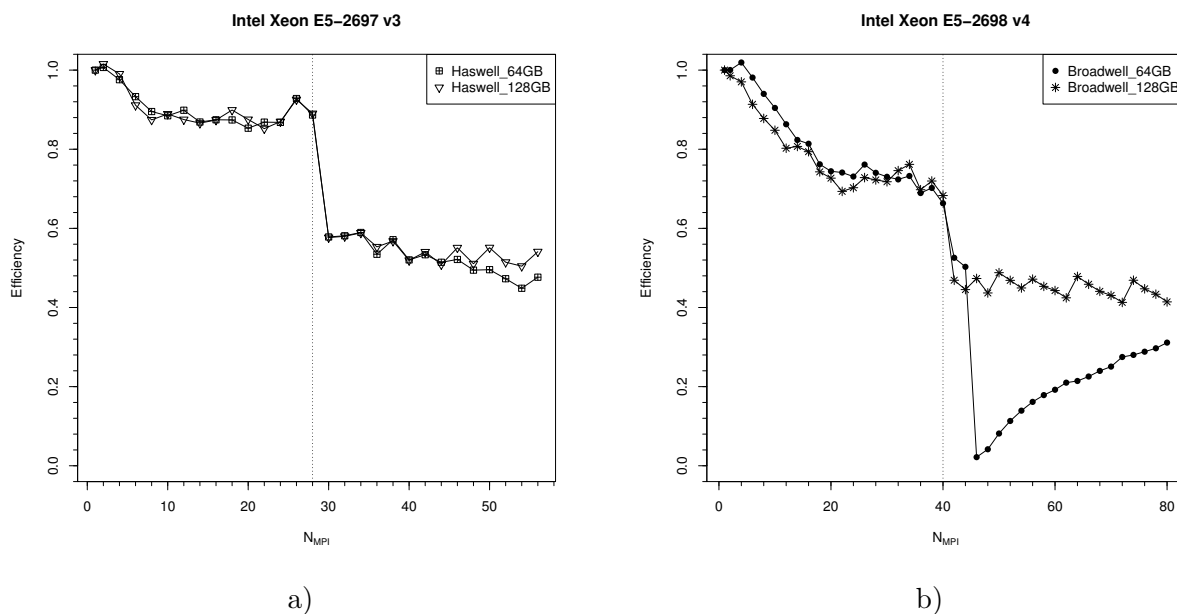 Intel Xeon E5-2697 v3
Efficiency
1.0
0.8
0.6
0.4
0.2
0.0
Haswell_64GB
Haswell_128GB
0 10 20 30 40 50
N_MPI
a)
Intel Xeon E5-2698 v4
Efficiency
1.0
0.8
0.6
0.4
0.2
0.0
Broadwell_64GB
Broadwell_128GB
0 20 40 60 80
N_MPI
b)